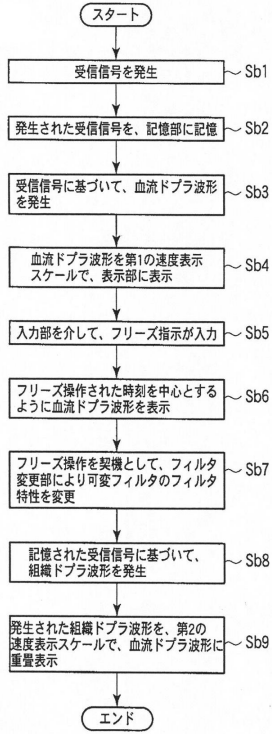 スタート
受信信号を発生
Sb1
発生された受信信号を、記憶部に記憶
Sb2
受信信号に基づいて、血流ドプラ波形
を発生
Sb3
血流ドプラ波形を第1の速度表示
スケールで、表示部に表示
Sb4
入力部を介して、フリーズ指示が入力
Sb5
フリーズ操作された時刻を中心とする
ように血流ドプラ波形を表示
Sb6
フリーズ操作を契機として、フィルタ
変更部により可変フィルタのフィルタ
特性を変更
Sb7
記憶された受信信号に基づいて、
組織ドプラ波形を発生
Sb8
発生された組織ドプラ波形を、第2の
速度表示スケールで、血流ドプラ波形に
重畳表示
Sb9
エンド